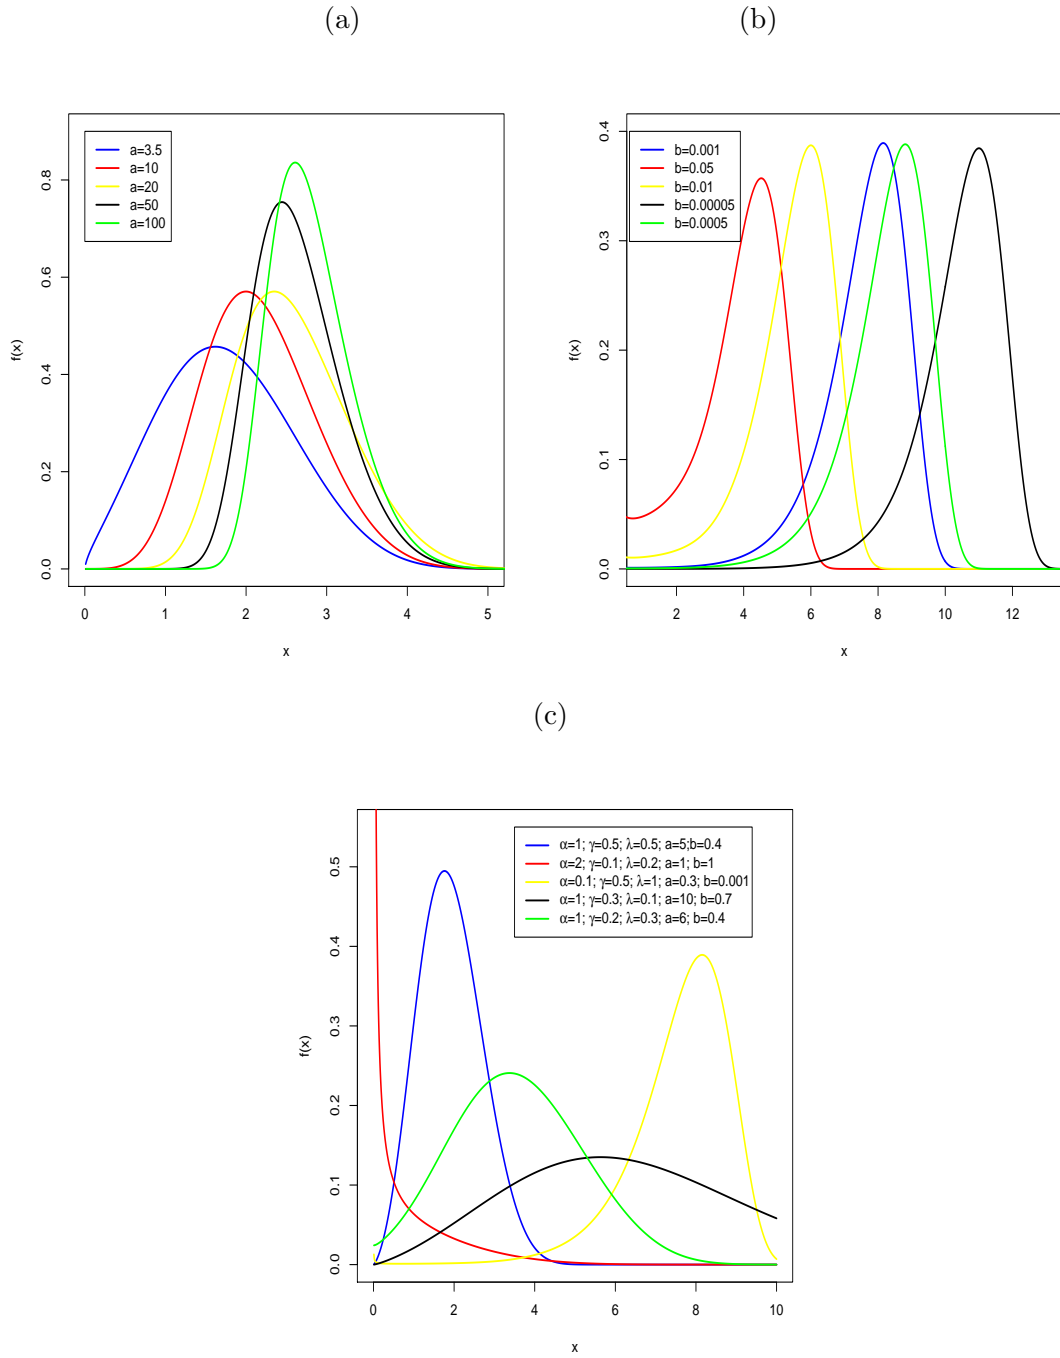 (a)
a=3.5
a=10
a=20
a=50
a=100
f(x)
0.0
0.2
0.4
0.6
0.8
0 1 2 3 4 5
x
(b)
b=0.001
b=0.05
b=0.01
b=0.00005
b=0.0005
f(x)
0.0
0.1
0.2
0.3
0.4
2 4 6 8 10 12
x
(c)
α=1; γ=0.5; λ=0.5; a=5;b=0.4
α=2; γ=0.1; λ=0.2; a=1; b=1
α=0.1; γ=0.5; λ=1; a=0.3; b=0.001
α=1; γ=0.3; λ=0.1; a=10; b=0.7
α=1; γ=0.2; λ=0.3; a=6; b=0.4
f(x)
0.0
0.1
0.2
0.3
0.4
0.5
0 2 4 6 8 10
x